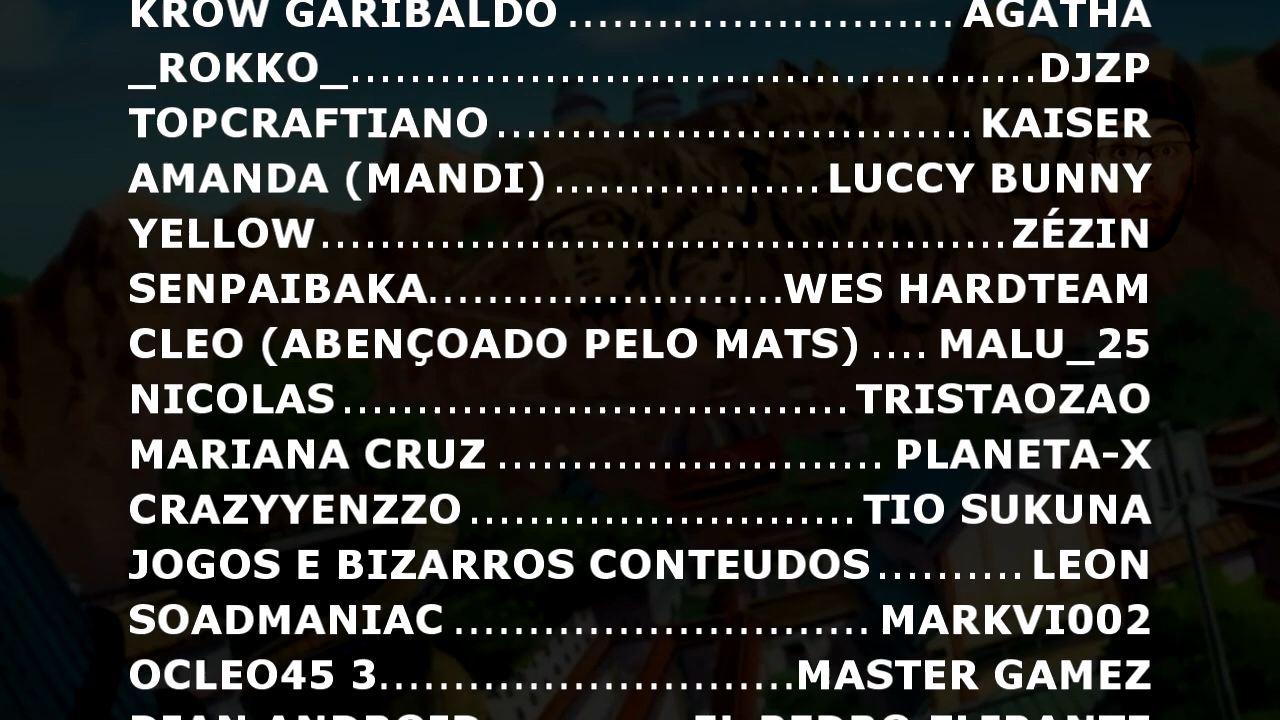 KROW GARIBALDO .......................... AGATHA
_ROKKO_..............................................DJZP
TOPCRAFTIANO ................................ KAISER
AMANDA (MANDI) .................. LUCCY BUNNY
YELLOW ..............................................ZÉZIN
SENPAIBAKA........................WES HARDTEAM
CLEO (ABENÇOADO PELO MATS) .... MALU_25
NICOLAS .................................. TRISTAOZAO
MARIANA CRUZ .......................... PLANETA-X
CRAZYYENZZO .......................... TIO SUKUNA
JOGOS E BIZARROS CONTEUDOS .......... LEON
SOADMANIAC ............................ MARKVI002
OCLEO45 3............................MASTER GAMEZ